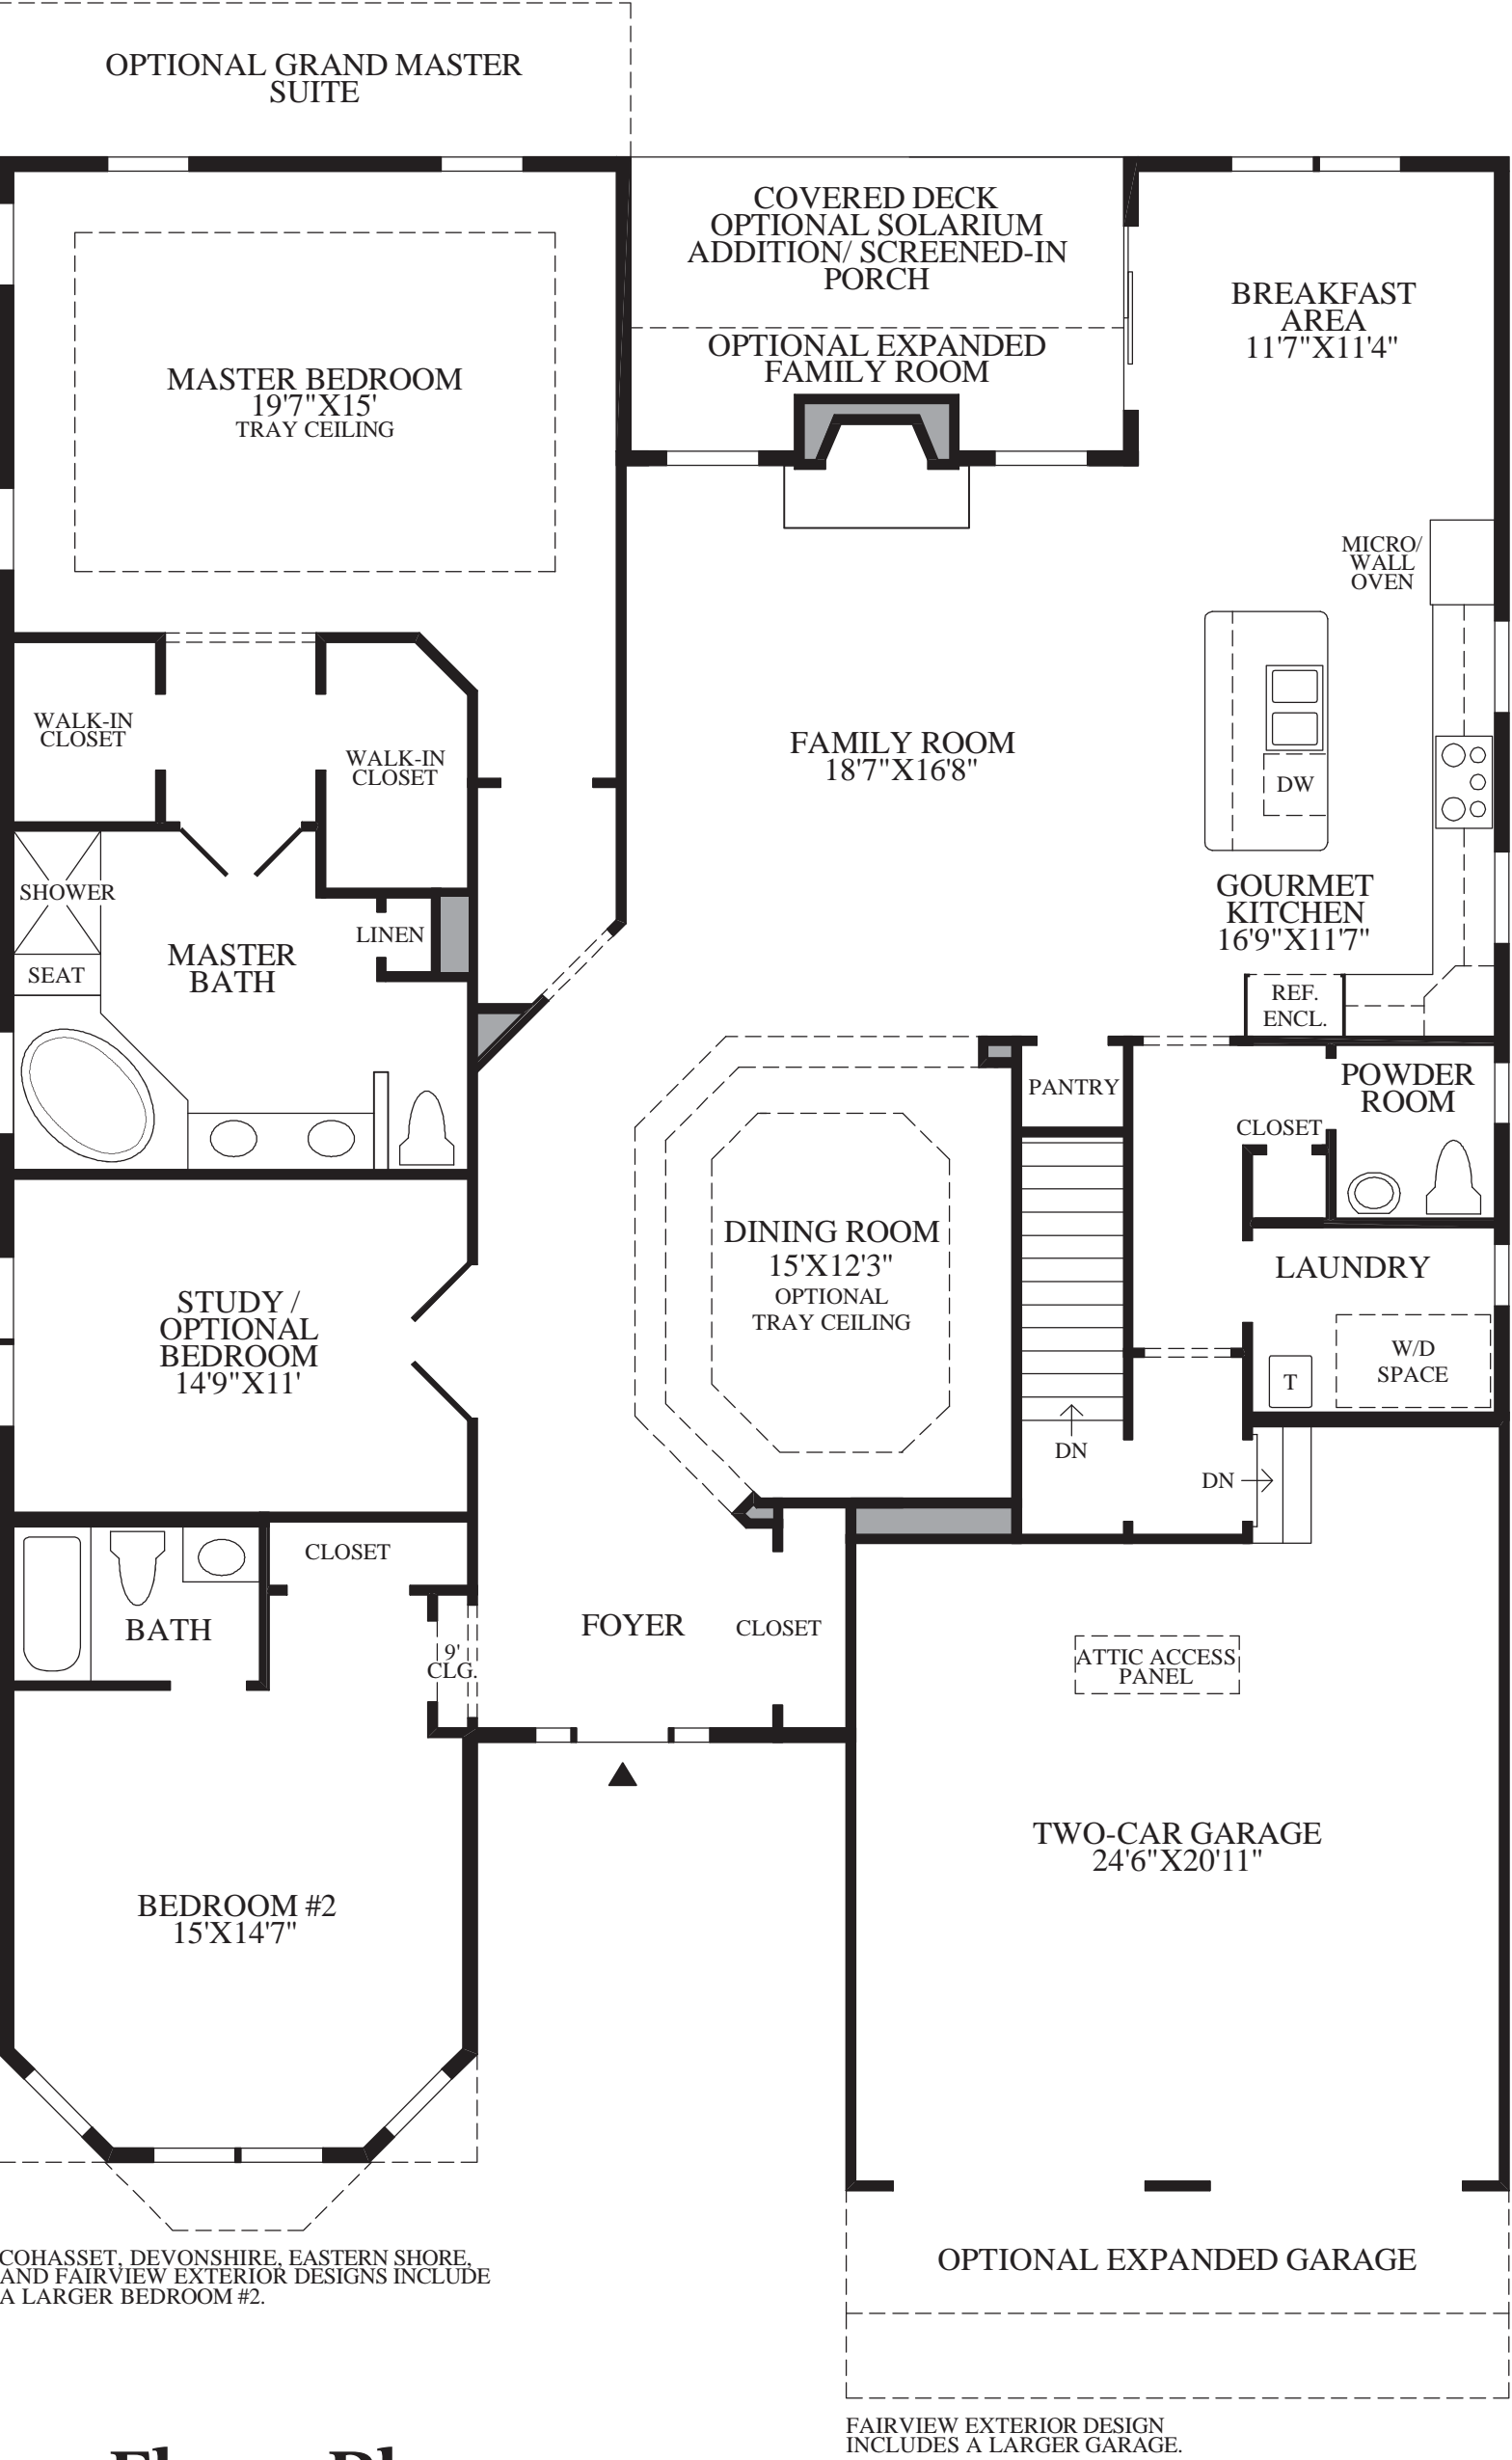 OPTIONAL GRAND MASTER
SUITE
COVERED DECK
OPTIONAL SOLARIUM
ADDITION/ SCREENED-IN
PORCH
OPTIONAL EXPANDED
FAMILY ROOM
BREAKFAST
AREA
11'7"X11'4"
MASTER BEDROOM
19'7"X15'
TRAY CEILING
MICRO/
WALL
OVEN
WALK-IN
CLOSET
WALK-IN
CLOSET
FAMILY ROOM
18'7"X16'8"
DW
GOURMET
KITCHEN
16'9"X11'7"
SHOWER
SEAT
MASTER
BATH
LINEN
REF.
ENCL.
PANTRY
POWDER
ROOM
CLOSET
DINING ROOM
15'X12'3"
OPTIONAL
TRAY CEILING
LAUNDRY
W/D
SPACE
T
STUDY /
OPTIONAL
BEDROOM
14'9"X11'
DN
DN
CLOSET
BATH
9'
CLG.
FOYER
CLOSET
ATTIC ACCESS
PANEL
TWO-CAR GARAGE
24'6"X20'11"
BEDROOM #2
15'X14'7"
COHASSET, DEVONSHIRE, EASTERN SHORE,
AND FAIRVIEW EXTERIOR DESIGNS INCLUDE
A LARGER BEDROOM #2.
OPTIONAL EXPANDED GARAGE
FAIRVIEW EXTERIOR DESIGN
INCLUDES A LARGER GARAGE.